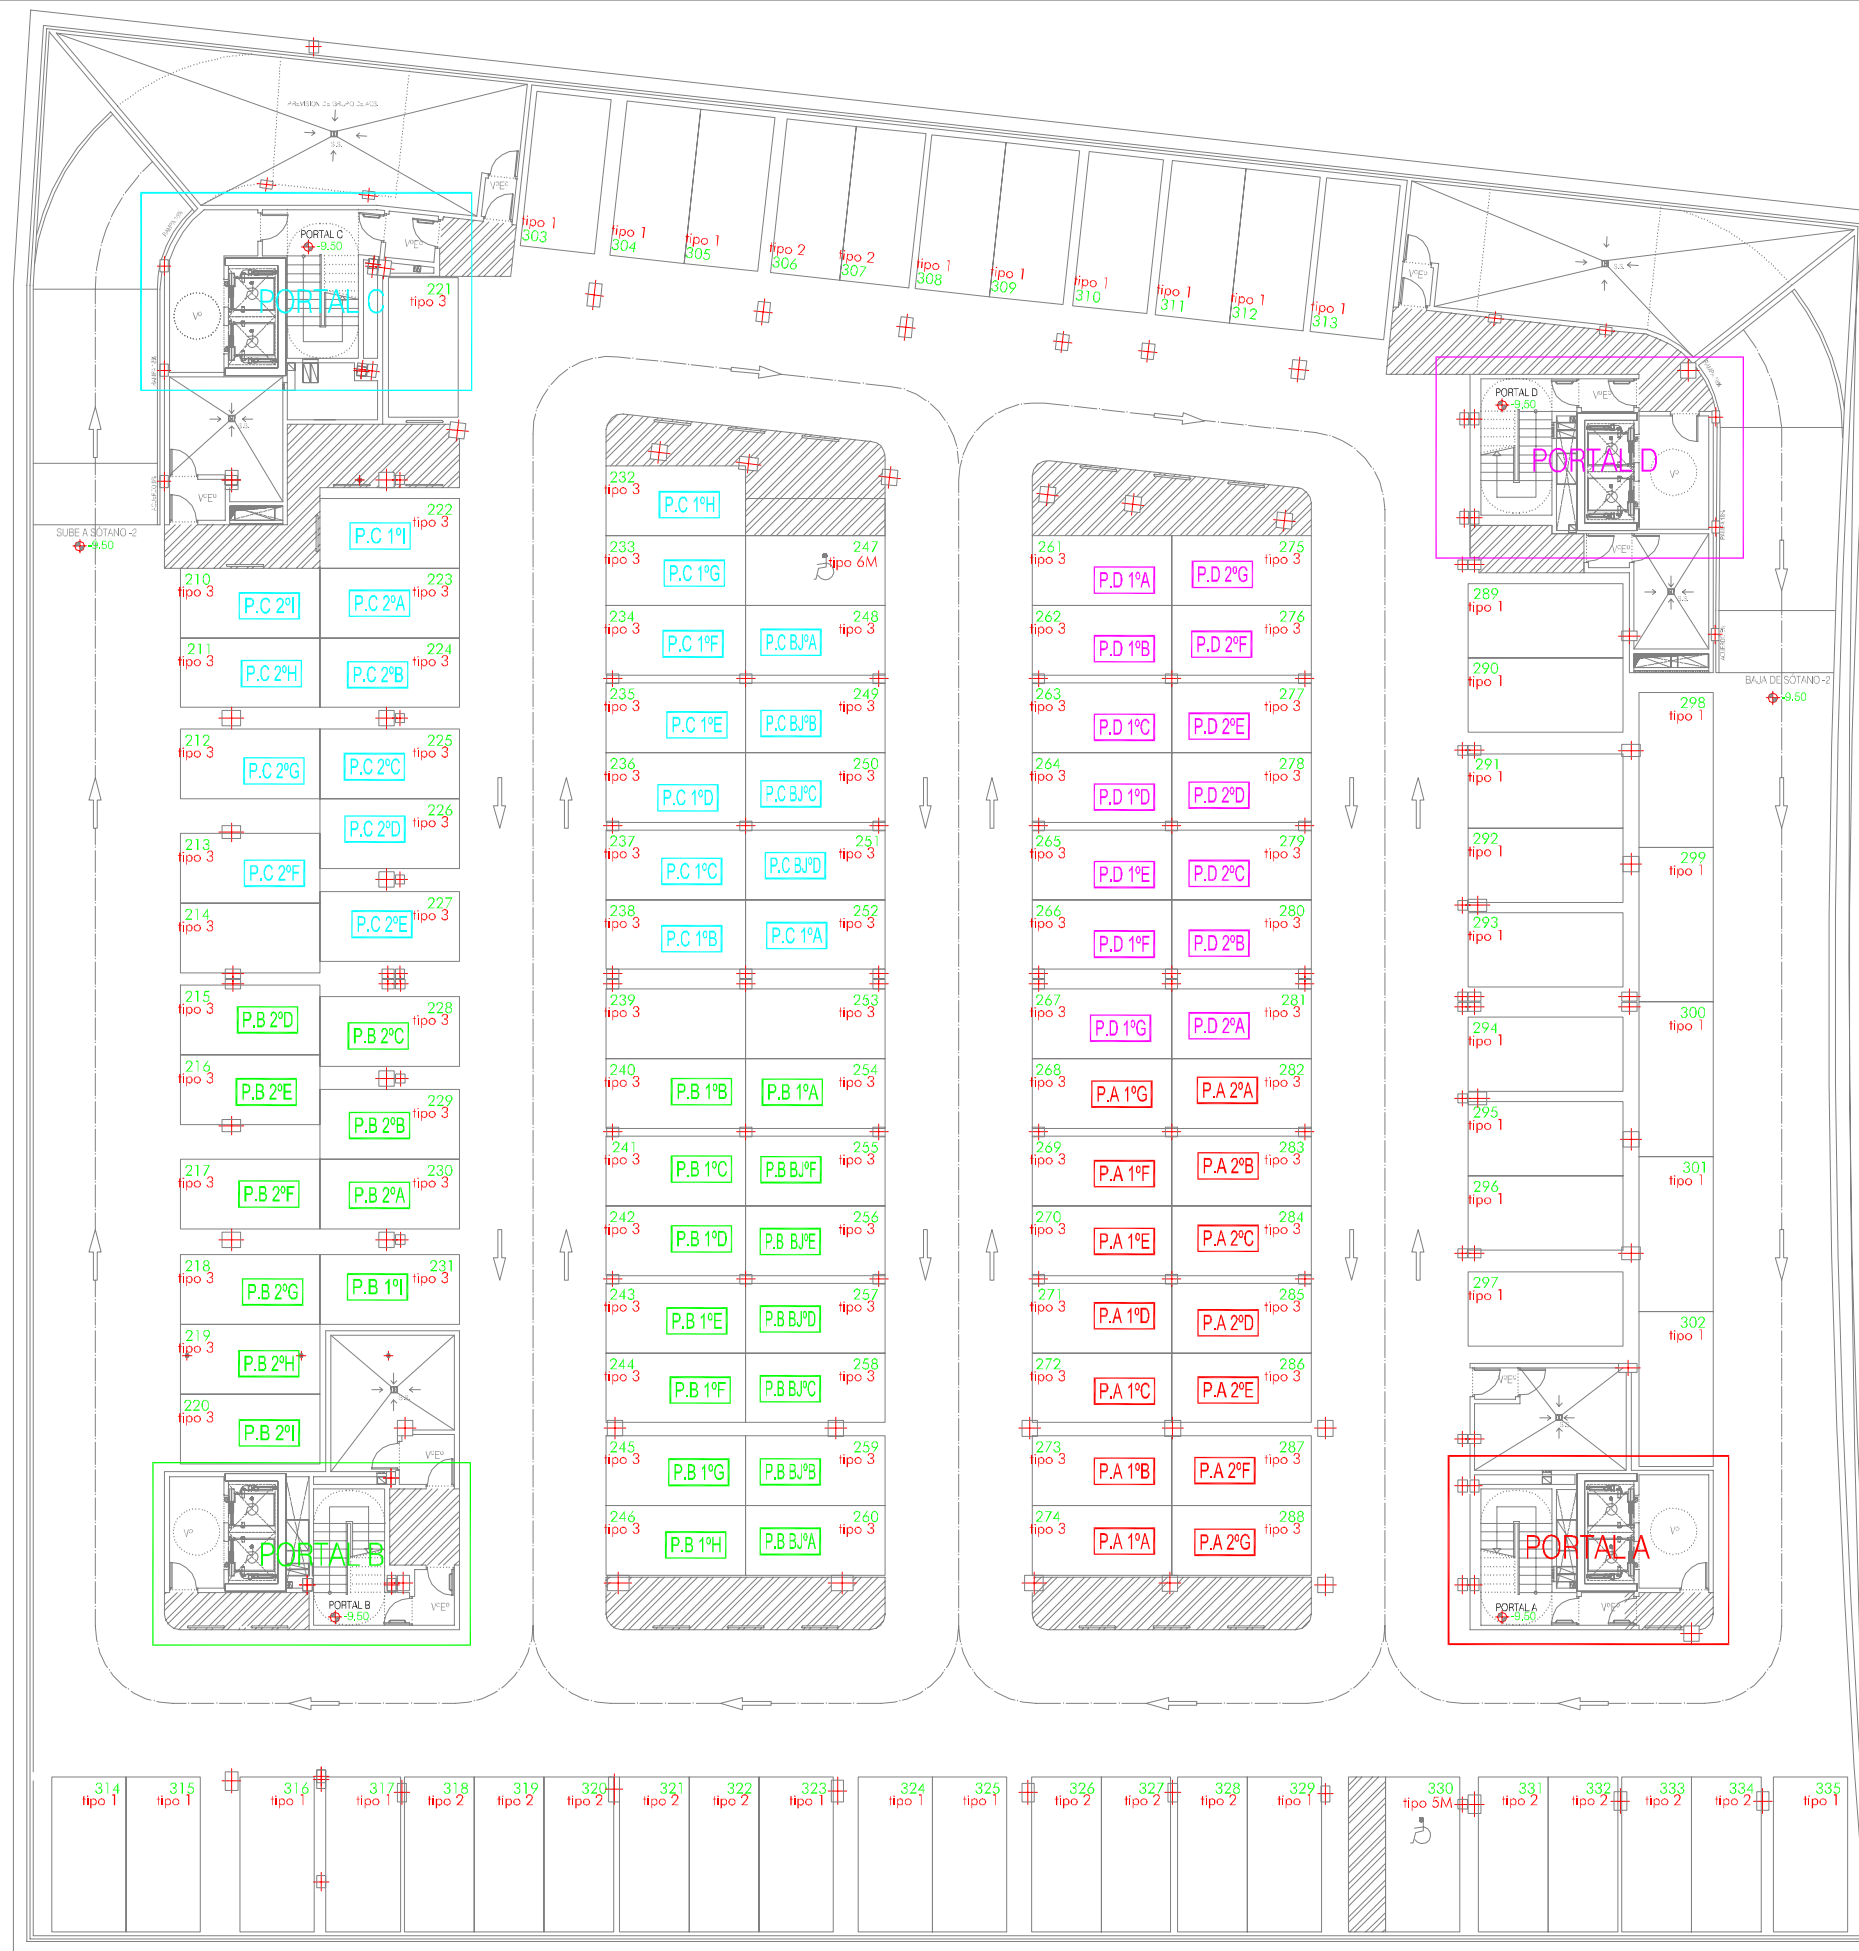 PREVISION DE GRUPO DE ACS.
S.S.
VºEº
tipo 1
303
tipo 1
304
tipo 1
305
tipo 2
306
tipo 2
307
tipo 1
308
tipo 1
309
tipo 1
310
tipo 1
311
tipo 1
312
tipo 1
313
PORTAL C
-9.50
VºEº
Vº
PORTAL C
221
tipo 3
S.S.
VºEº
SUBE A SÓTANO -2
-9.50
S.S.
VºEº
PORTAL D
-9.50
VºEº
PORTAL D
Vº
VºEº
S.S.
BAJA DE SÓTANO -2
-9.50
222
tipo 3
P.C 1ºI
210
tipo 3
P.C 2ºI
223
tipo 3
P.C 2ºA
211
tipo 3
P.C 2ºH
224
tipo 3
P.C 2ºB
212
tipo 3
P.C 2ºG
225
tipo 3
P.C 2ºC
226
tipo 3
P.C 2ºD
213
tipo 3
P.C 2ºF
227
tipo 3
P.C 2ºE
214
tipo 3
215
tipo 3
P.B 2ºD
228
tipo 3
P.B 2ºC
216
tipo 3
P.B 2ºE
229
tipo 3
P.B 2ºB
217
tipo 3
P.B 2ºF
230
tipo 3
P.B 2ºA
218
tipo 3
P.B 2ºG
231
tipo 3
P.B 1ºI
219
tipo 3
P.B 2ºH
220
tipo 3
P.B 2ºI
S.S.
VºEº
Vº
PORTAL B
PORTAL B
-9.50
VºEº
232
tipo 3
P.C 1ºH
233
tipo 3
P.C 1ºG
247
tipo 6M
234
tipo 3
P.C 1ºF
248
tipo 3
P.C BJºA
235
tipo 3
P.C 1ºE
249
tipo 3
P.C BJºB
236
tipo 3
P.C 1ºD
250
tipo 3
P.C BJºC
237
tipo 3
P.C 1ºC
251
tipo 3
P.C BJºD
238
tipo 3
P.C 1ºB
252
tipo 3
P.C 1ºA
239
tipo 3
253
tipo 3
240
tipo 3
P.B 1ºB
254
tipo 3
P.B 1ºA
241
tipo 3
P.B 1ºC
255
tipo 3
P.B BJºF
242
tipo 3
P.B 1ºD
256
tipo 3
P.B BJºE
243
tipo 3
P.B 1ºE
257
tipo 3
P.B BJºD
244
tipo 3
P.B 1ºF
258
tipo 3
P.B BJºC
245
tipo 3
P.B 1ºG
259
tipo 3
P.B BJºB
246
tipo 3
P.B 1ºH
260
tipo 3
P.B BJºA
261
tipo 3
P.D 1ºA
275
tipo 3
P.D 2ºG
262
tipo 3
P.D 1ºB
276
tipo 3
P.D 2ºF
263
tipo 3
P.D 1ºC
277
tipo 3
P.D 2ºE
264
tipo 3
P.D 1ºD
278
tipo 3
P.D 2ºD
265
tipo 3
P.D 1ºE
279
tipo 3
P.D 2ºC
266
tipo 3
P.D 1ºF
280
tipo 3
P.D 2ºB
267
tipo 3
P.D 1ºG
281
tipo 3
P.D 2ºA
268
tipo 3
P.A 1ºG
282
tipo 3
P.A 2ºA
269
tipo 3
P.A 1ºF
283
tipo 3
P.A 2ºB
270
tipo 3
P.A 1ºE
284
tipo 3
P.A 2ºC
271
tipo 3
P.A 1ºD
285
tipo 3
P.A 2ºD
272
tipo 3
P.A 1ºC
286
tipo 3
P.A 2ºE
273
tipo 3
P.A 1ºB
287
tipo 3
P.A 2ºF
274
tipo 3
P.A 1ºA
288
tipo 3
P.A 2ºG
289
tipo 1
290
tipo 1
291
tipo 1
292
tipo 1
293
tipo 1
294
tipo 1
295
tipo 1
296
tipo 1
297
tipo 1
298
tipo 1
299
tipo 1
300
tipo 1
301
tipo 1
302
tipo 1
VºEº
S.S.
PORTAL A
Vº
PORTAL A
-9.50
VºEº
314
tipo 1
315
tipo 1
316
tipo 1
317
tipo 1
318
tipo 2
319
tipo 2
320
tipo 2
321
tipo 2
322
tipo 2
323
tipo 1
324
tipo 1
325
tipo 1
326
tipo 2
327
tipo 2
328
tipo 2
329
tipo 1
330
tipo 5M
331
tipo 2
332
tipo 2
333
tipo 2
334
tipo 2
335
tipo 1